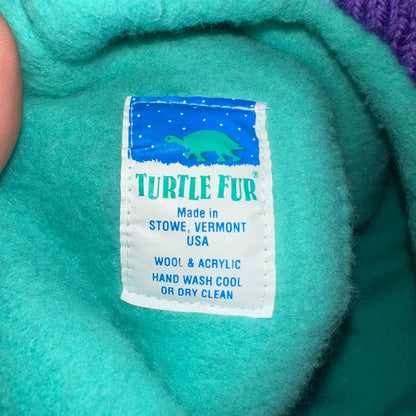 TURTLE FUR®
Made in
STOWE, VERMONT
USA
WOOL & ACRYLIC
HAND WASH COOL
OR DRY CLEAN